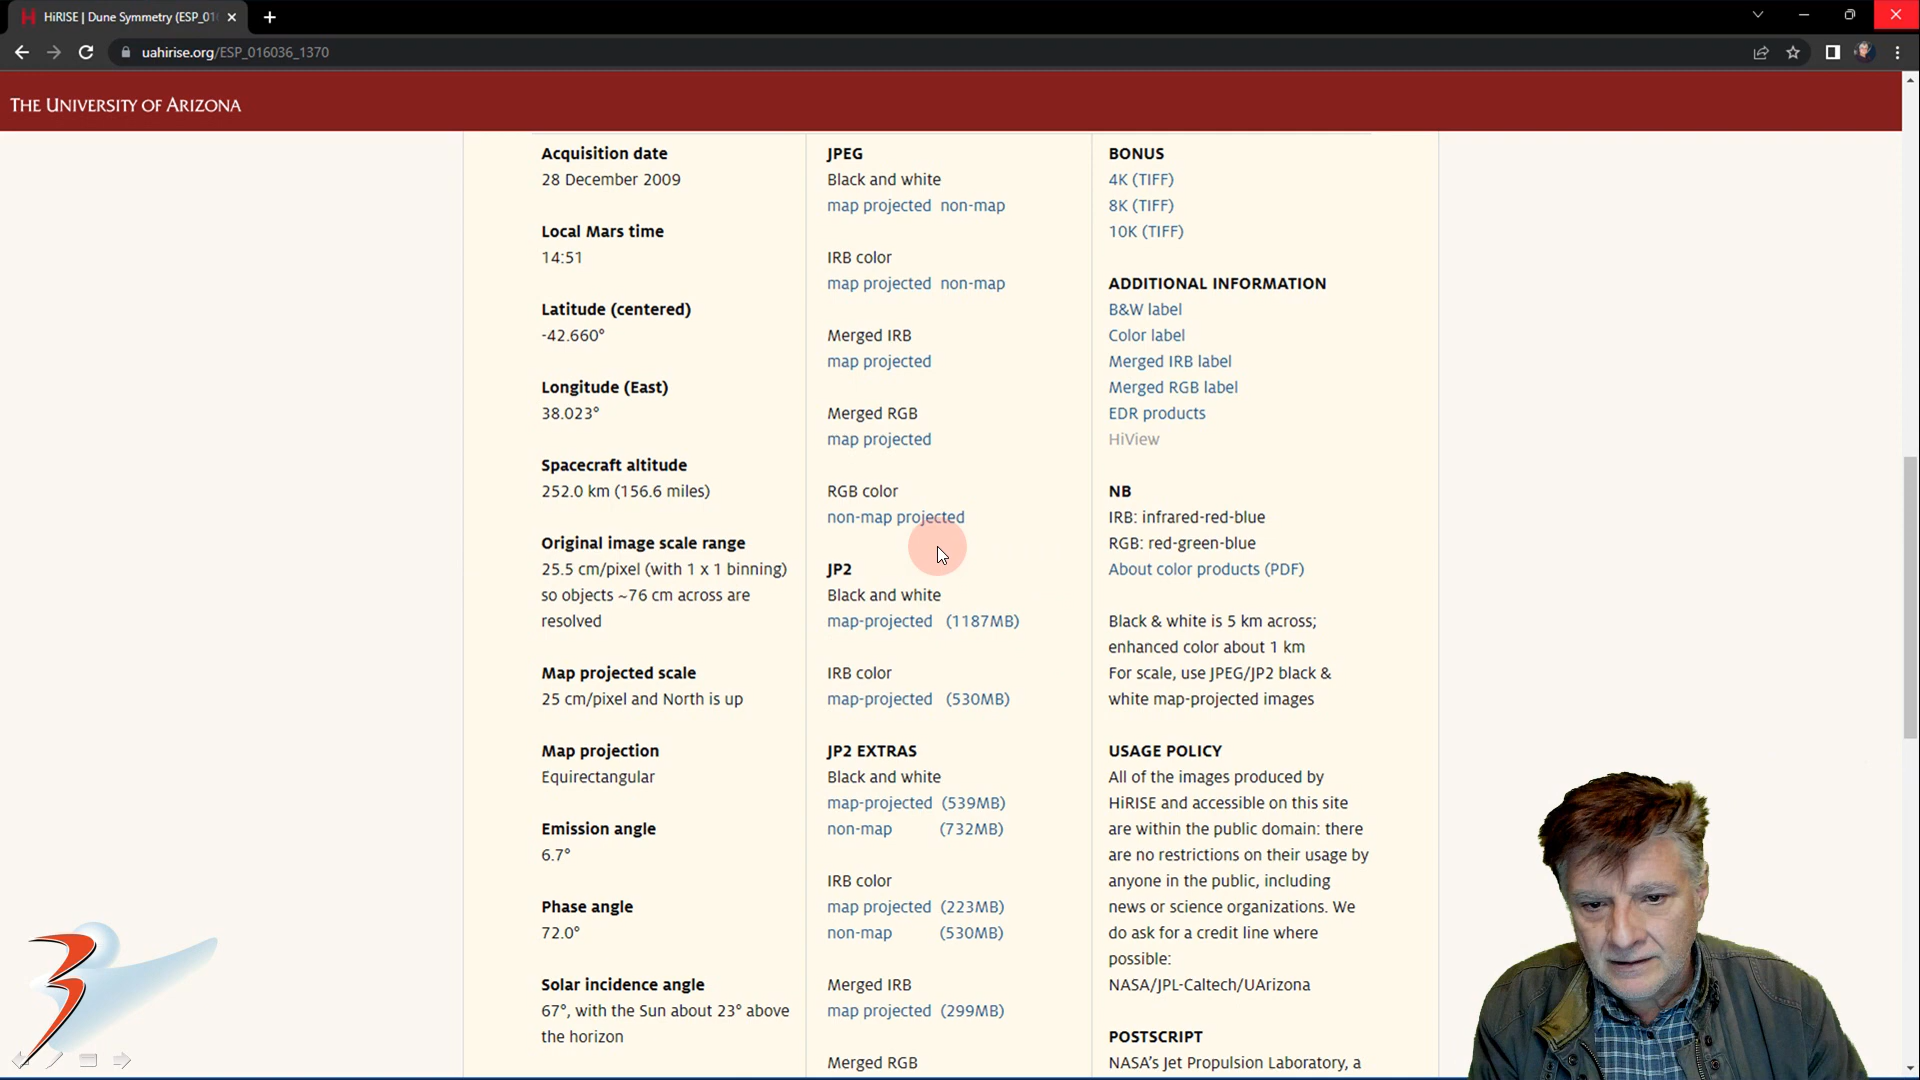 HiRISE | Dune Symmetry (ESP_01
uahirise.org/ESP_016036_1370
THE UNIVERSITY OF ARIZONA
Acquisition date
28 December 2009
Local Mars time
14:51
Latitude (centered)
-42.660°
Longitude (East)
38.023°
Spacecraft altitude
252.0 km (156.6 miles)
Original image scale range
25.5 cm/pixel (with 1 x 1 binning)
so objects ~76 cm across are
resolved
Map projected scale
25 cm/pixel and North is up
Map projection
Equirectangular
Emission angle
6.7°
Phase angle
72.0°
Solar incidence angle
67°, with the Sun about 23° above
the horizon
JPEG
Black and white
map projected non-map
IRB color
map projected non-map
Merged IRB
map projected
Merged RGB
map projected
RGB color
non-map projected
JP2
Black and white
map-projected (1187MB)
IRB color
map-projected (530MB)
JP2 EXTRAS
Black and white
map-projected (539MB)
non-map (732MB)
IRB color
map projected (223MB)
non-map (530MB)
Merged IRB
map projected (299MB)
Merged RGB
BONUS
4K (TIFF)
8K (TIFF)
10K (TIFF)
ADDITIONAL INFORMATION
B&W label
Color label
Merged IRB label
Merged RGB label
EDR products
HiView
NB
IRB: infrared-red-blue
RGB: red-green-blue
About color products (PDF)
Black & white is 5 km across;
enhanced color about 1 km
For scale, use JPEG/JP2 black &
white map-projected images
USAGE POLICY
All of the images produced by
HiRISE and accessible on this site
are within the public domain: there
are no restrictions on their usage by
anyone in the public, including
news or science organizations. We
do ask for a credit line where
possible:
NASA/JPL-Caltech/UArizona
POSTSCRIPT
NASA's Jet Propulsion Laboratory, a